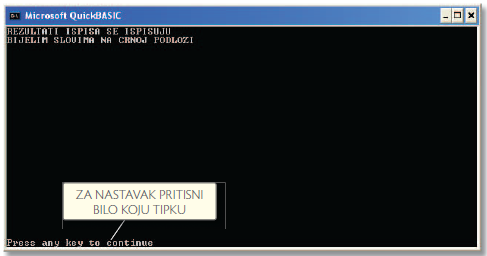 Microsoft QuickBASIC
REZULTATI ISPISA SE ISPISUJU
BIJELIM SLOVIMA NA CRNOJ PODLOZI
ZA NASTAVAK PRITISNI
BILO KOJU TIPKU
Press any key to continue